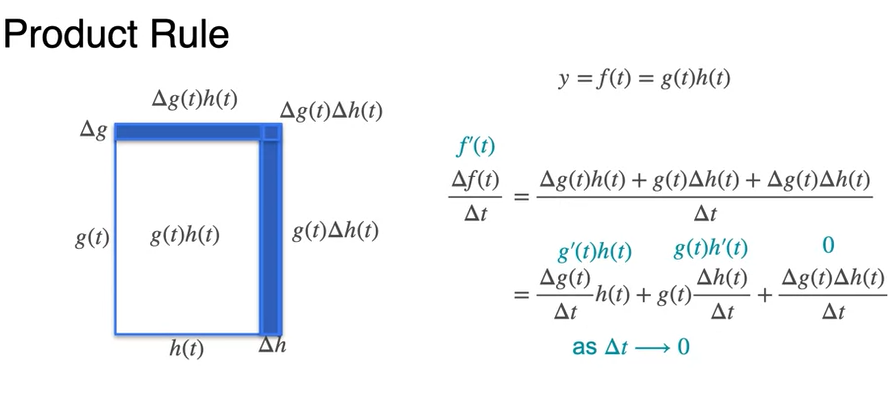 Product Rule
Δg(t)h(t)
Δg(t)Δh(t)
Δg
g(t)
g(t)h(t)
g(t)Δh(t)
h(t)
Δh
y = f(t) = g(t)h(t)
f′(t)
Δf(t)/Δt = (Δg(t)h(t) + g(t)Δh(t) + Δg(t)Δh(t))/Δt
g′(t)h(t) g(t)h′(t) 0
= Δg(t)/Δt h(t) + g(t) Δh(t)/Δt + Δg(t)Δh(t)/Δt
as Δt ⟶ 0